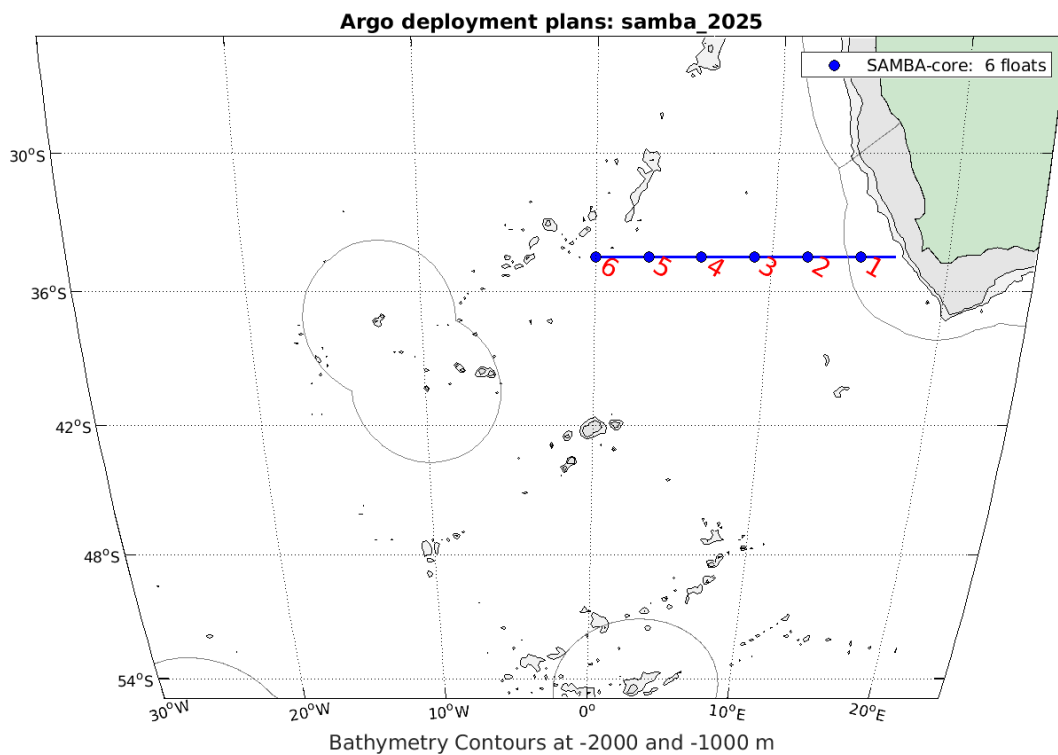 Argo deployment plans: samba_2025
SAMBA-core: 6 floats
30°S
6 5 4 3 2 1
36°S
42°S
48°S
54°S
30°W 20°W 10°W 0° 10°E 20°E
Bathymetry Contours at -2000 and -1000 m